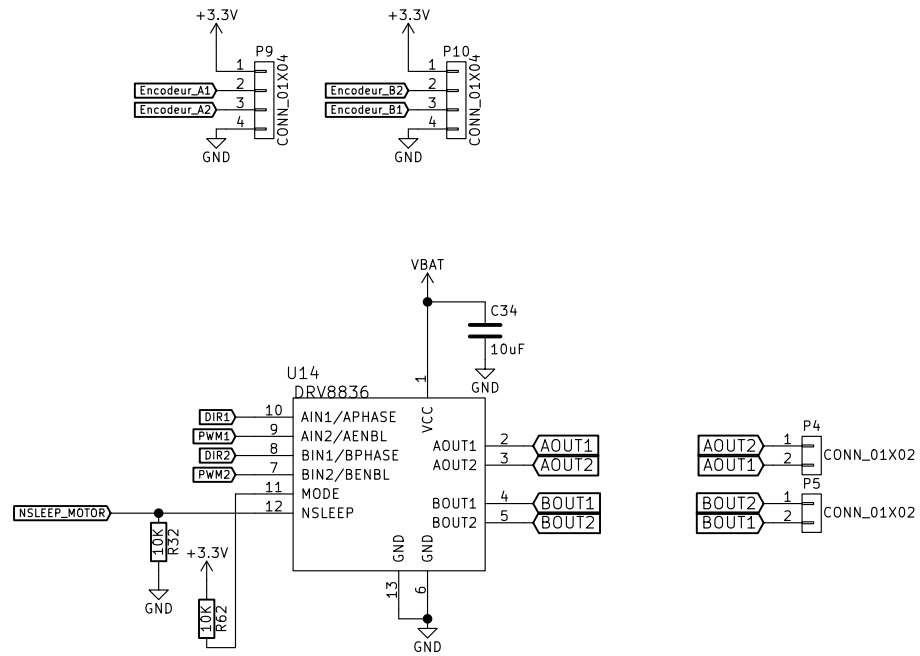 +3.3V
+3.3V
P9
P10
1
Encodeur_A1 2
Encodeur_A2 3
4
GND
CONN_01X04
1
Encodeur_B2 2
Encodeur_B1 3
4
GND
CONN_01X04
VBAT
C34
10uF
GND
U14
DRV8836
1
VCC
DIR1 10 AIN1/APHASE
PWM1 9 AIN2/AENBL
DIR2 8 BIN1/BPHASE
PWM2 7 BIN2/BENBL
11 MODE
NSLEEP_MOTOR 12 NSLEEP
AOUT1 2 AOUT1
AOUT2 3 AOUT2
BOUT1 4 BOUT1
BOUT2 5 BOUT2
P4
AOUT2 1
AOUT1 2
CONN_01X02
P5
BOUT2 1
BOUT1 2
CONN_01X02
10K
R32
GND
+3.3V
10K
R62
GND
GND
13
6
GND